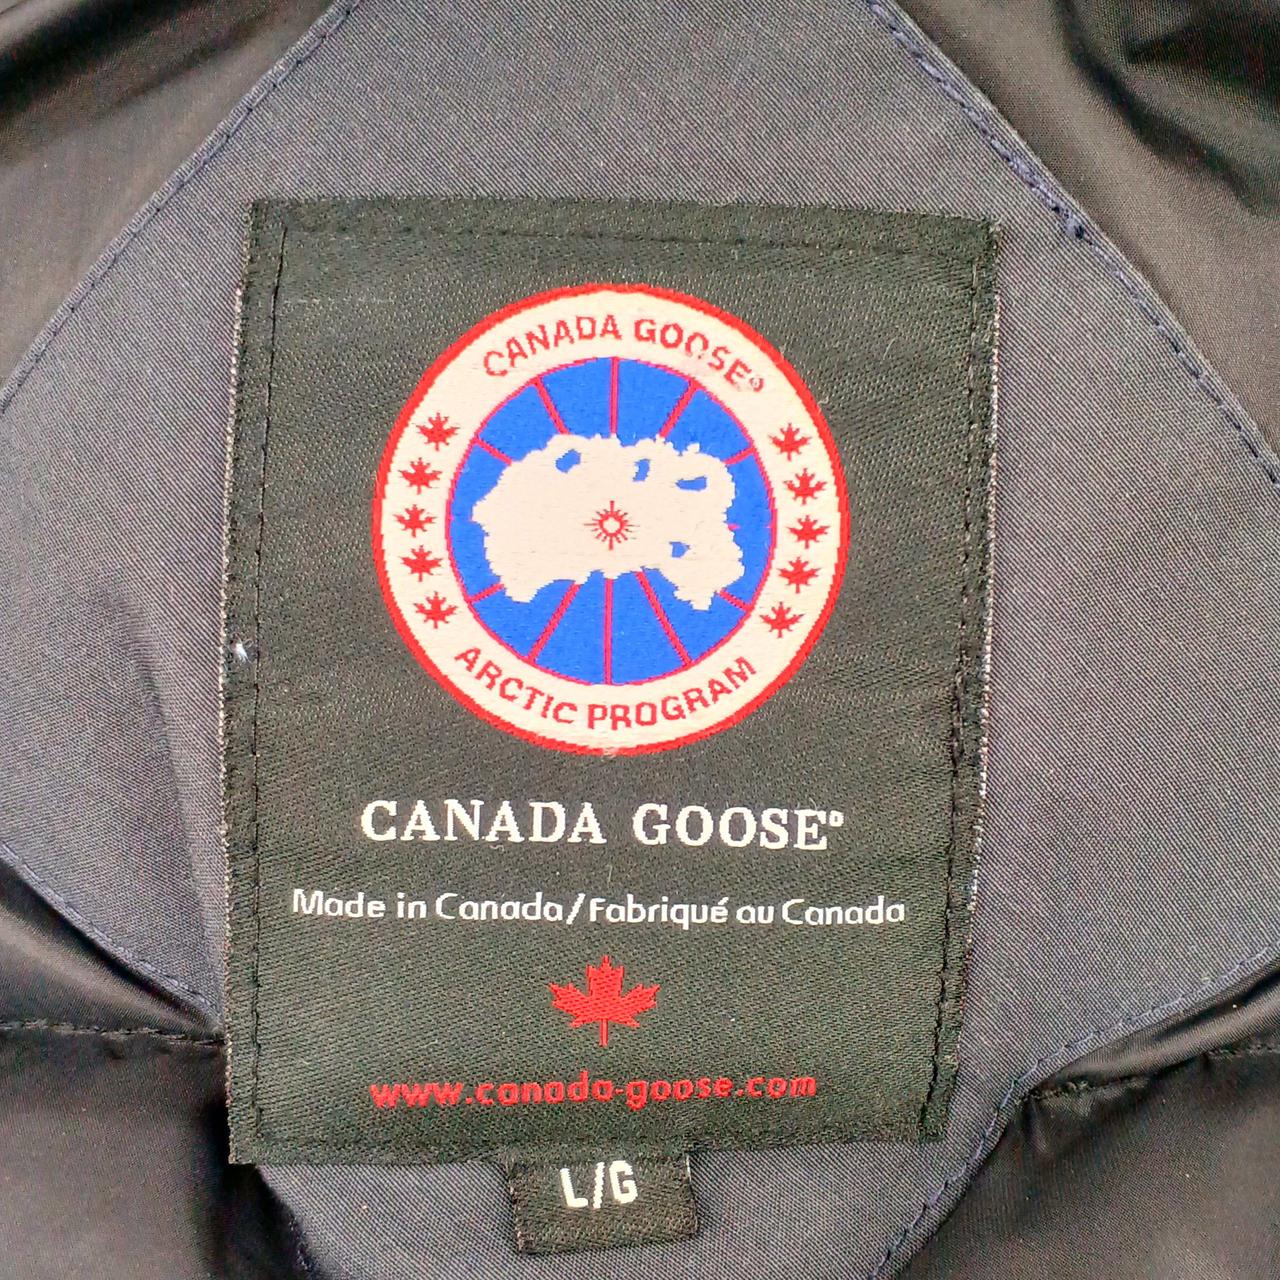 CANADA GOOSE®
ARCTIC PROGRAM
CANADA GOOSE®
Made in Canada/Fabriqué au Canada
www.canada-goose.com
L/G